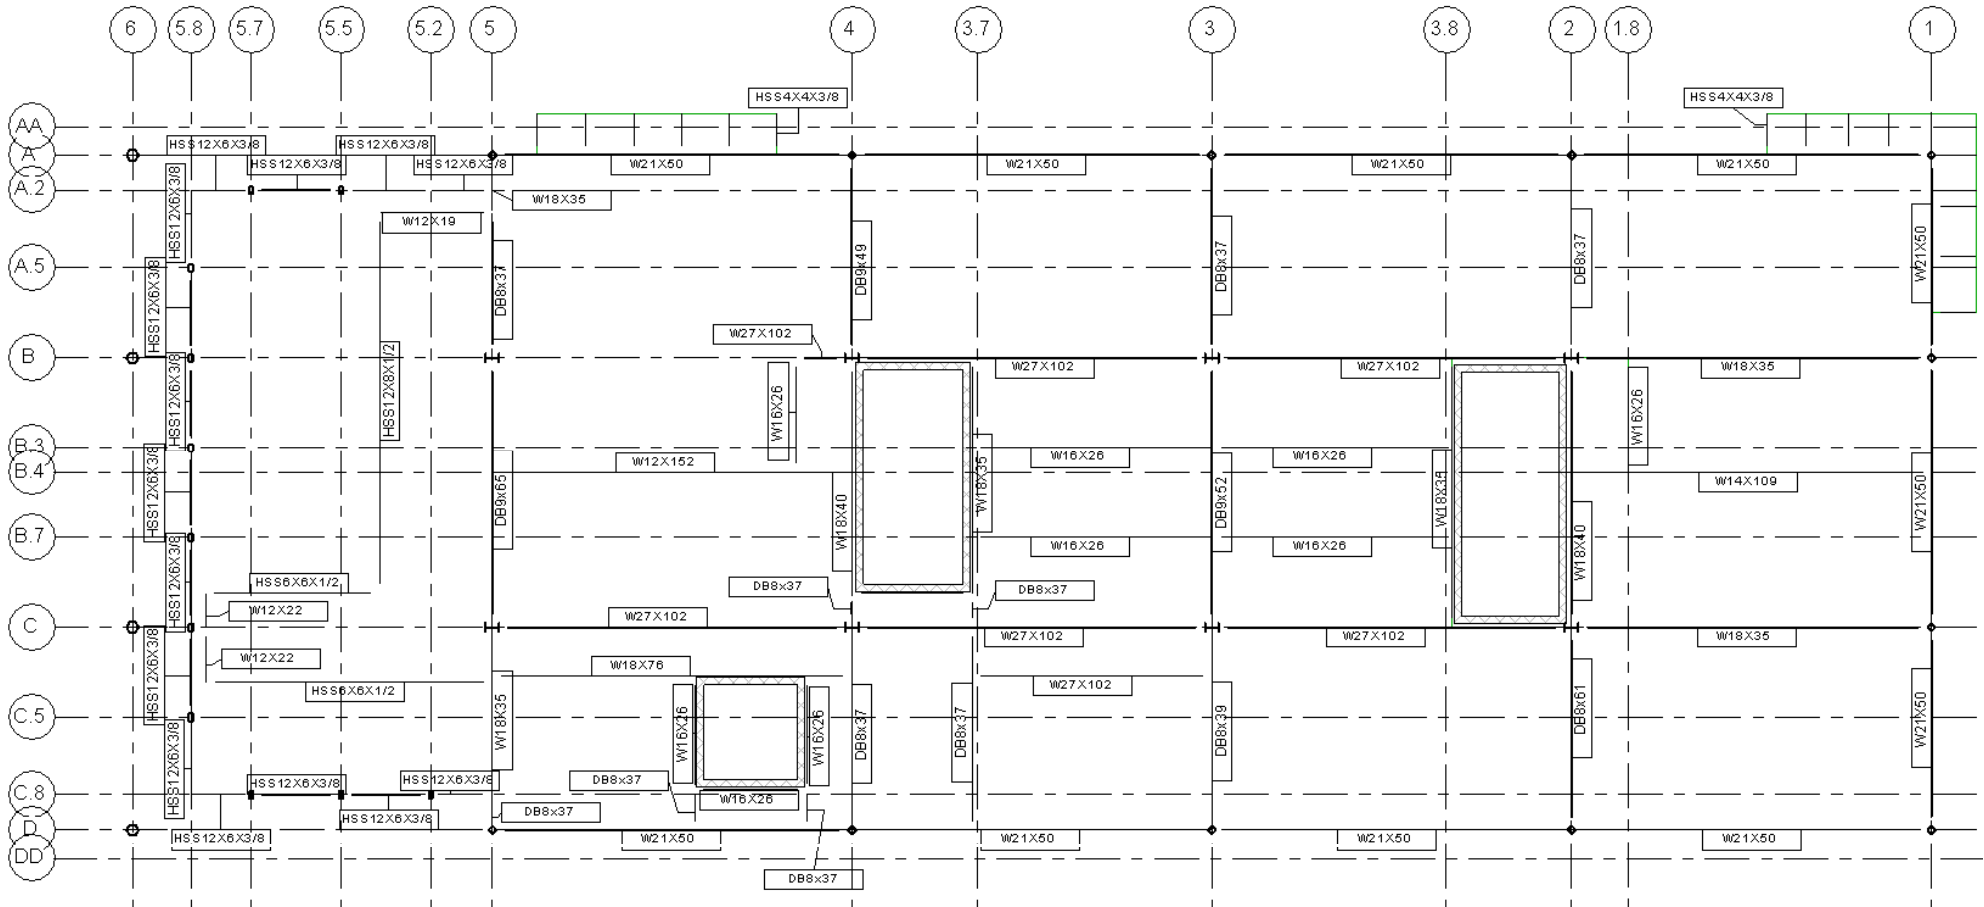 6 5.8 5.7 5.5 5.2 5 4 3.7 3 3.8 2 1.8 1
HSS4X4X3/8 HSS4X4X3/8
AA
HSS12X6X3/8 HSS12X6X3/8
A
HSS12X6X3/8 HSS12X6X3/8 W21X50 W21X50 W21X50 W21X50
A.2
W18X35
HSS12X6X3/8
W12X19
DB8x37 DB9x49 DB8x37 DB8x37 W21X50
A.5
HSS12X6X3/8
W27X102
B
W27X102 W27X102 W18X35
HSS12X6X3/8 HSS12X8X1/2 W16X26 W16X26
B.3
W12X152 W16X26 W16X26
B.4
W14X109
HSS12X6X3/8 DB9x65 W18X40 W18X35 DB9x52 W18X35 W18X40 W21X50
B.7
W16X26 W16X26
HSS12X6X3/8
HSS6X6X1/2 DB8x37 DB8x37
W12X22 W27X102
C
W27X102 W27X102 W18X35
W12X22 W18X76
HSS12X6X3/8
HSS6X6X1/2 W27X102
C.5
W18X35 W16X26 W16X26 DB8x37 DB8x37 DB8x39 DB8x61 W21X50
HSS12X6X3/8
HSS12X6X3/8 HSS12X6X3/8 DB8x37
C.8
W16X26
DB8x37
HSS12X6X3/8
D
HSS12X6X3/8 W21X50 W21X50 W21X50 W21X50
DD
DB8x37